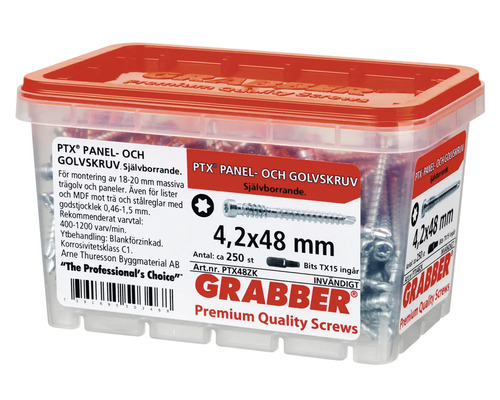 GRABBER®
Premium Quality Screws
PTX® PANEL- OCH
GOLVSKRUV Självborrande.
För montering av 18-20 mm massiva
trägolv och paneler. Även för lister
och MDF mot trä och stålreglar med
godstjocklek 0,46-1,5 mm.
Rekommenderat varvtal:
400-1200 varv/min.
Ytbehandling: Blankförzinkad.
Korrosivitetsklass C1.
Arne Thuresson Byggmaterial AB
"The Professional's Choice"
PTX® PANEL- OCH GOLVSKRUV
Självborrande.
4,2x48 mm
Antal: ca 250 st
Bits TX15 ingår
Art.nr. PTX48ZK
INVÄNDIGT
GRABBER®
Premium Quality Screws
4,2x48 mm
INVÄNDIGT
GRABBER®
Premium Quality Screws